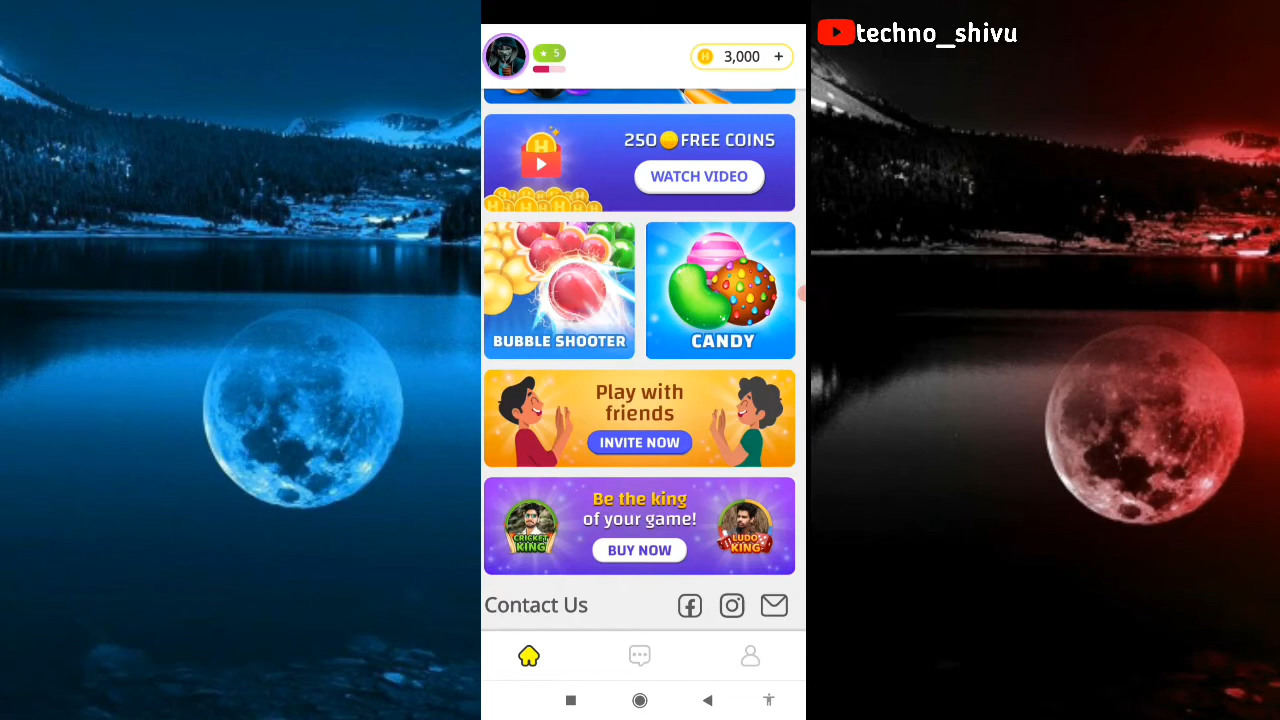 techno_shivu
5
3,000 +
250 FREE COINS
WATCH VIDEO
BUBBLE SHOOTER
CANDY
Play with
friends
INVITE NOW
Be the king
of your game!
CRICKET
KING
LUDO
KING
BUY NOW
Contact Us